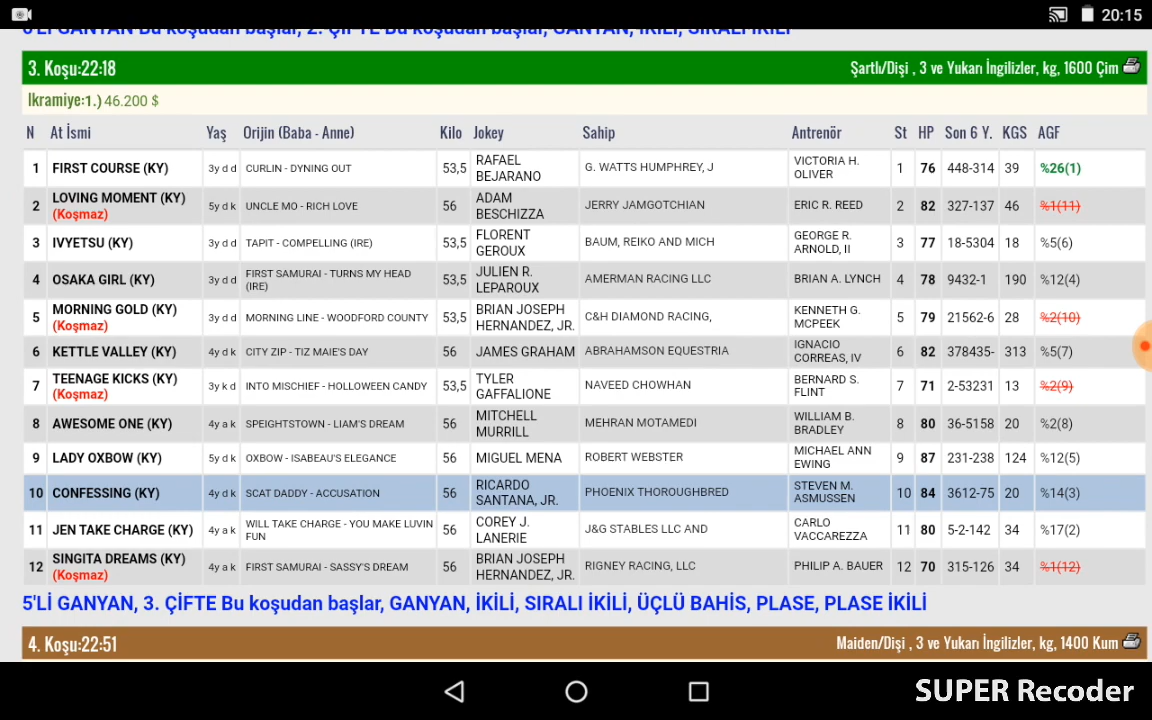 20:15
6'Lİ GANYAN Bu koşudan başlar, 2. ÇİFTE Bu koşudan başlar, GANYAN, İKİLİ, SIRALI İKİLİ
3. Koşu:22:18 Şartlı/Dişi , 3 ve Yukarı İngilizler, kg, 1600 Çim
İkramiye:1.) 46.200 $
N At İsmi Yaş Orijin (Baba - Anne) Kilo Jokey Sahip Antrenör St HP Son 6 Y. KGS AGF
1 FIRST COURSE (KY) 3y d d CURLIN - DYNING OUT 53,5 RAFAEL BEJARANO G. WATTS HUMPHREY, J VICTORIA H. OLIVER 1 76 448-314 39 %26(1)
2 LOVING MOMENT (KY) (Koşmaz) 5y d k UNCLE MO - RICH LOVE 56 ADAM BESCHIZZA JERRY JAMGOTCHIAN ERIC R. REED 2 82 327-137 46 %1(11)
3 IVYETSU (KY) 3y d d TAPIT - COMPELLING (IRE) 53,5 FLORENT GEROUX BAUM, REIKO AND MICH GEORGE R. ARNOLD, II 3 77 18-5304 18 %5(6)
4 OSAKA GIRL (KY) 3y d d FIRST SAMURAI - TURNS MY HEAD (IRE) 53,5 JULIEN R. LEPAROUX AMERMAN RACING LLC BRIAN A. LYNCH 4 78 9432-1 190 %12(4)
5 MORNING GOLD (KY) (Koşmaz) 3y d d MORNING LINE - WOODFORD COUNTY 53,5 BRIAN JOSEPH HERNANDEZ, JR. C&H DIAMOND RACING, KENNETH G. MCPEEK 5 79 21562-6 28 %2(10)
6 KETTLE VALLEY (KY) 4y d k CITY ZIP - TIZ MAIE'S DAY 56 JAMES GRAHAM ABRAHAMSON EQUESTRIA IGNACIO CORREAS, IV 6 82 378435- 313 %5(7)
7 TEENAGE KICKS (KY) (Koşmaz) 3y k d INTO MISCHIEF - HOLLOWEEN CANDY 53,5 TYLER GAFFALIONE NAVEED CHOWHAN BERNARD S. FLINT 7 71 2-53231 13 %2(9)
8 AWESOME ONE (KY) 4y a k SPEIGHTSTOWN - LIAM'S DREAM 56 MITCHELL MURRILL MEHRAN MOTAMEDI WILLIAM B. BRADLEY 8 80 36-5158 20 %2(8)
9 LADY OXBOW (KY) 5y d k OXBOW - ISABEAU'S ELEGANCE 56 MIGUEL MENA ROBERT WEBSTER MICHAEL ANN EWING 9 87 231-238 124 %12(5)
10 CONFESSING (KY) 4y d k SCAT DADDY - ACCUSATION 56 RICARDO SANTANA, JR. PHOENIX THOROUGHBRED STEVEN M. ASMUSSEN 10 84 3612-75 20 %14(3)
11 JEN TAKE CHARGE (KY) 4y a k WILL TAKE CHARGE - YOU MAKE LUVIN FUN 56 COREY J. LANERIE J&G STABLES LLC AND CARLO VACCAREZZA 11 80 5-2-142 34 %17(2)
12 SINGITA DREAMS (KY) (Koşmaz) 4y a k FIRST SAMURAI - SASSY'S DREAM 56 BRIAN JOSEPH HERNANDEZ, JR. RIGNEY RACING, LLC PHILIP A. BAUER 12 70 315-126 34 %1(12)
5'Lİ GANYAN, 3. ÇİFTE Bu koşudan başlar, GANYAN, İKİLİ, SIRALI İKİLİ, ÜÇLÜ BAHİS, PLASE, PLASE İKİLİ
4. Koşu:22:51 Maiden/Dişi , 3 ve Yukarı İngilizler, kg, 1400 Kum
SUPER Recoder